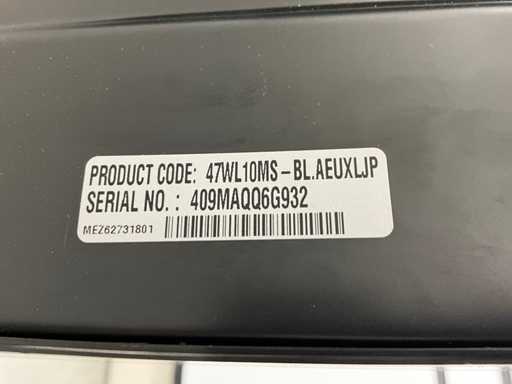 PRODUCT CODE: 47WL10MS-BL.AEUXLJP
SERIAL NO. : 409MAQQ6G932
MEZ62731801